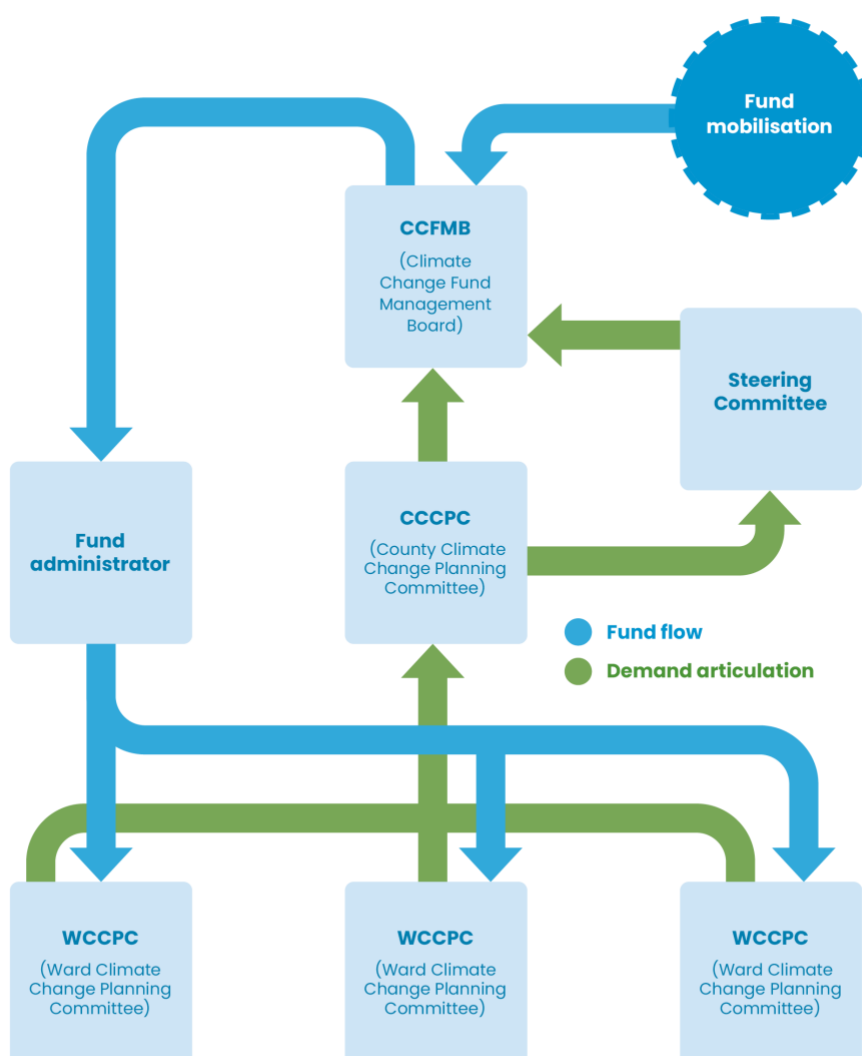 Fund
mobilisation
CCFMB
(Climate
Change Fund
Management
Board)
Steering
Committee
Fund
administrator
CCCPC
(County Climate
Change Planning
Committee)
Fund flow
Demand articulation
WCCPC
(Ward Climate
Change Planning
Committee)
WCCPC
(Ward Climate
Change Planning
Committee)
WCCPC
(Ward Climate
Change Planning
Committee)